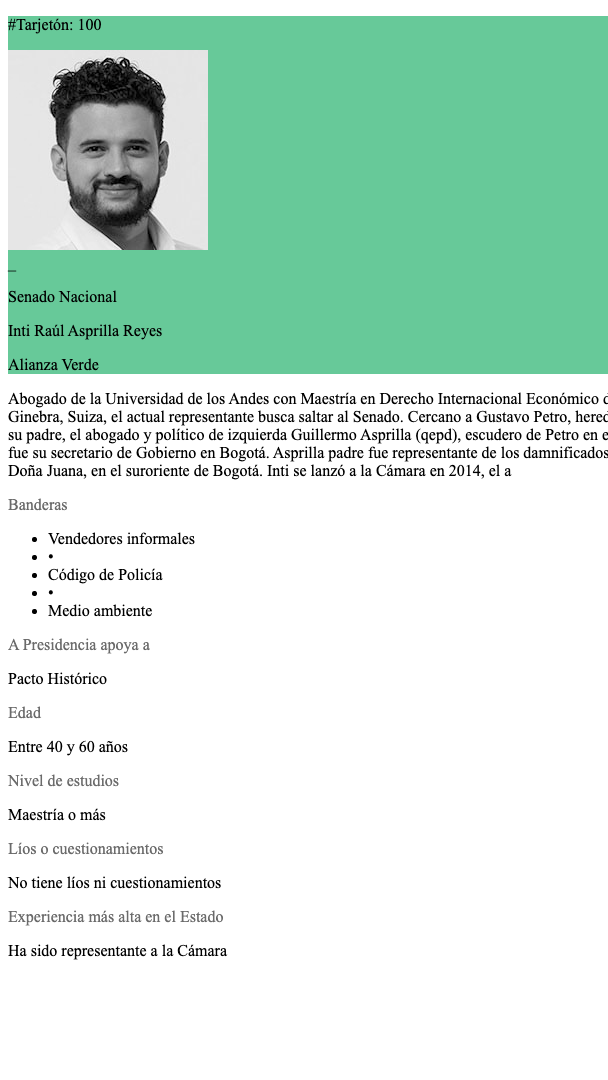 #Tarjetón: 100
_
Senado Nacional
Inti Raúl Asprilla Reyes
Alianza Verde
Abogado de la Universidad de los Andes con Maestría en Derecho Internacional Económico d
Ginebra, Suiza, el actual representante busca saltar al Senado. Cercano a Gustavo Petro, hered
su padre, el abogado y político de izquierda Guillermo Asprilla (qepd), escudero de Petro en e
fue su secretario de Gobierno en Bogotá. Asprilla padre fue representante de los damnificados
Doña Juana, en el suroriente de Bogotá. Inti se lanzó a la Cámara en 2014, el a
Banderas
• Vendedores informales
• •
• Código de Policía
• •
• Medio ambiente
A Presidencia apoya a
Pacto Histórico
Edad
Entre 40 y 60 años
Nivel de estudios
Maestría o más
Líos o cuestionamientos
No tiene líos ni cuestionamientos
Experiencia más alta en el Estado
Ha sido representante a la Cámara